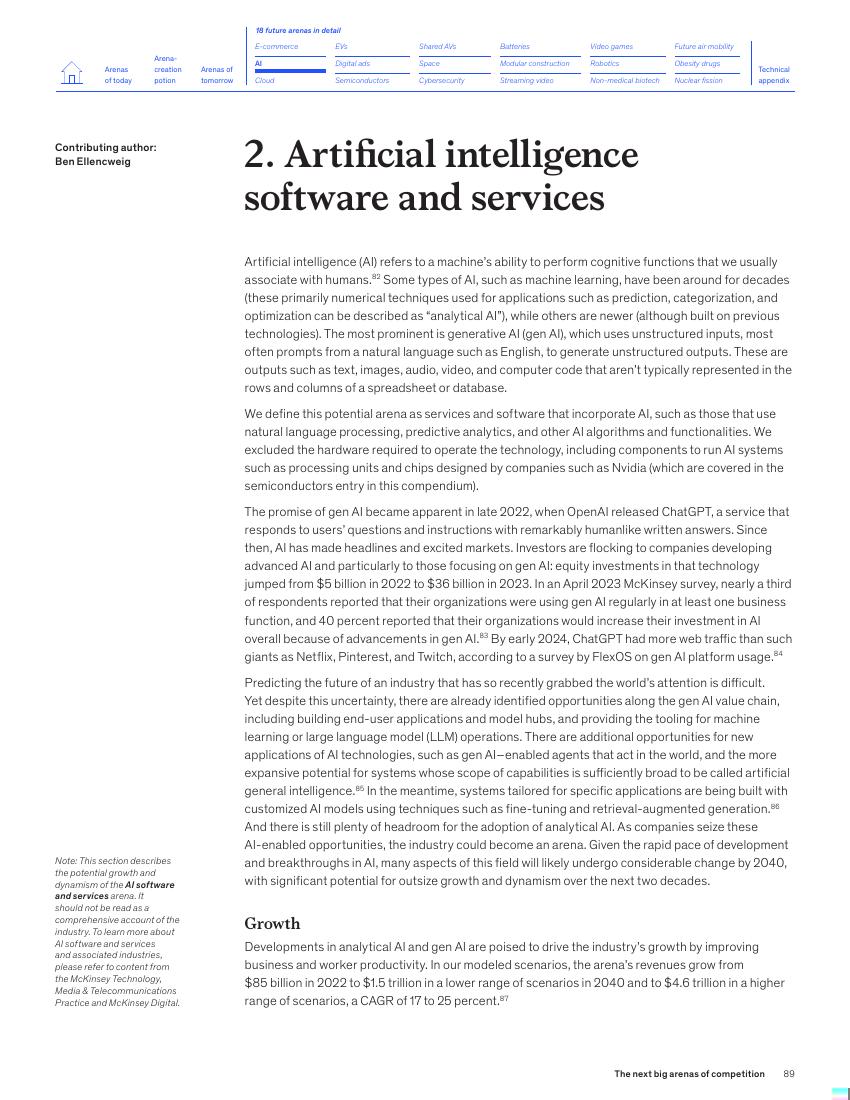 18 future arenas in detail
Arenas
of today
Arena-
creation
potion
Arenas of
tomorrow
E-commerce
EVs
Shared AVs
Batteries
Video games
Future air mobility
AI
Digital ads
Space
Modular construction
Robotics
Obesity drugs
Cloud
Semiconductors
Cybersecurity
Streaming video
Non-medical biotech
Nuclear fission
Technical
appendix
Contributing author:
Ben Ellencweig
2. Artificial intelligence
software and services
Artificial intelligence (AI) refers to a machine's ability to perform cognitive functions that we usually
associate with humans.82 Some types of AI, such as machine learning, have been around for decades
(these primarily numerical techniques used for applications such as prediction, categorization, and
optimization can be described as "analytical AI"), while others are newer (although built on previous
technologies). The most prominent is generative AI (gen AI), which uses unstructured inputs, most
often prompts from a natural language such as English, to generate unstructured outputs. These are
outputs such as text, images, audio, video, and computer code that aren't typically represented in the
rows and columns of a spreadsheet or database.
We define this potential arena as services and software that incorporate AI, such as those that use
natural language processing, predictive analytics, and other AI algorithms and functionalities. We
excluded the hardware required to operate the technology, including components to run AI systems
such as processing units and chips designed by companies such as Nvidia (which are covered in the
semiconductors entry in this compendium).
The promise of gen AI became apparent in late 2022, when OpenAI released ChatGPT, a service that
responds to users' questions and instructions with remarkably humanlike written answers. Since
then, AI has made headlines and excited markets. Investors are flocking to companies developing
advanced AI and particularly to those focusing on gen AI: equity investments in that technology
jumped from $5 billion in 2022 to $36 billion in 2023. In an April 2023 McKinsey survey, nearly a third
of respondents reported that their organizations were using gen AI regularly in at least one business
function, and 40 percent reported that their organizations would increase their investment in AI
overall because of advancements in gen AI.83 By early 2024, ChatGPT had more web traffic than such
giants as Netflix, Pinterest, and Twitch, according to a survey by FlexOS on gen AI platform usage.84
Predicting the future of an industry that has so recently grabbed the world's attention is difficult.
Yet despite this uncertainty, there are already identified opportunities along the gen AI value chain,
including building end-user applications and model hubs, and providing the tooling for machine
learning or large language model (LLM) operations. There are additional opportunities for new
applications of AI technologies, such as gen AI–enabled agents that act in the world, and the more
expansive potential for systems whose scope of capabilities is sufficiently broad to be called artificial
general intelligence.85 In the meantime, systems tailored for specific applications are being built with
customized AI models using techniques such as fine-tuning and retrieval-augmented generation.86
And there is still plenty of headroom for the adoption of analytical AI. As companies seize these
AI-enabled opportunities, the industry could become an arena. Given the rapid pace of development
and breakthroughs in AI, many aspects of this field will likely undergo considerable change by 2040,
with significant potential for outsize growth and dynamism over the next two decades.
Note: This section describes
the potential growth and
dynamism of the AI software
and services arena. It
should not be read as a
comprehensive account of the
industry. To learn more about
AI software and services
and associated industries,
please refer to content from
the McKinsey Technology,
Media & Telecommunications
Practice and McKinsey Digital.
Growth
Developments in analytical AI and gen AI are poised to drive the industry's growth by improving
business and worker productivity. In our modeled scenarios, the arena's revenues grow from
$85 billion in 2022 to $1.5 trillion in a lower range of scenarios in 2040 and to $4.6 trillion in a higher
range of scenarios, a CAGR of 17 to 25 percent.87
The next big arenas of competition 89